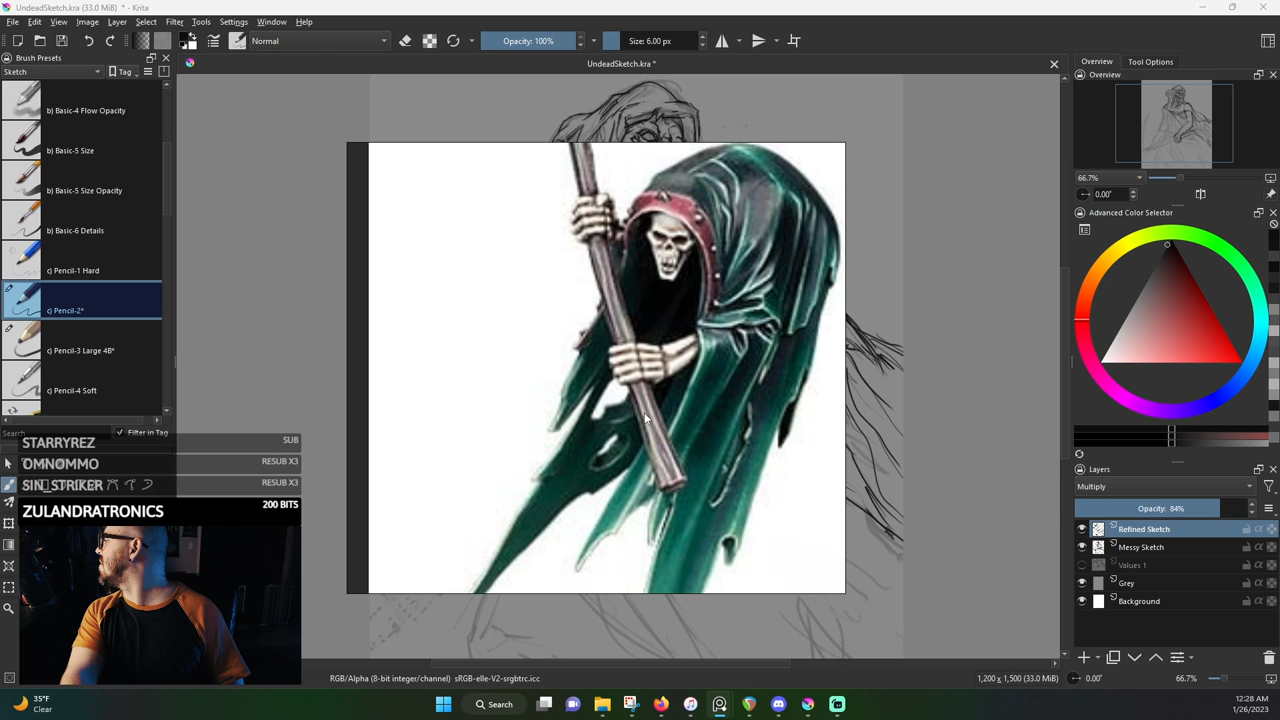 UndeadSketch.kra (33.0 MiB) * - Krita
File Edit View Image Layer Select Filter Tools Settings Window Help
Normal
Opacity: 100%
Size: 6.00 px
Brush Presets
Sketch
Tag
b) Basic-4 Flow Opacity
b) Basic-5 Size
b) Basic-5 Size Opacity
b) Basic-6 Details
c) Pencil-1 Hard
c) Pencil-2*
c) Pencil-3 Large 4B*
c) Pencil-4 Soft
Search
Filter in Tag
UndeadSketch.kra *
STARRYREZ SUB
OMNOMMO RESUB X3
SIN_STRIKER RESUB X3
ZULANDRATRONICS 200 BITS
Overview Tool Options
Overview
66.7%
0.00°
Advanced Color Selector
Layers
Multiply
Opacity: 84%
Refined Sketch
Messy Sketch
Values 1
Grey
Background
RGB/Alpha (8-bit integer/channel) sRGB-elle-V2-srgbtrc.icc
1,200 x 1,500 (33.0 MiB)
0.00°
66.7%
35°F
Clear
Search
12:28 AM
1/26/2023